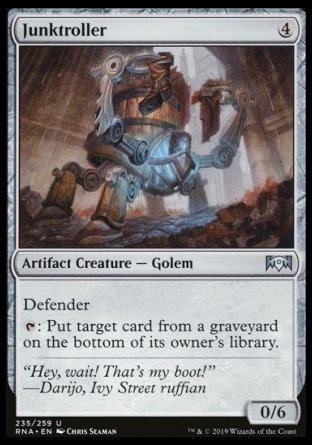 Junktroller 4
Artifact Creature — Golem
Defender
: Put target card from a graveyard
on the bottom of its owner's library.
"Hey, wait! That's my boot!"
—Darijo, Ivy Street ruffian
0/6
235/259 U
RNA • EN Chris Seaman
™ & © 2019 Wizards of the Coast